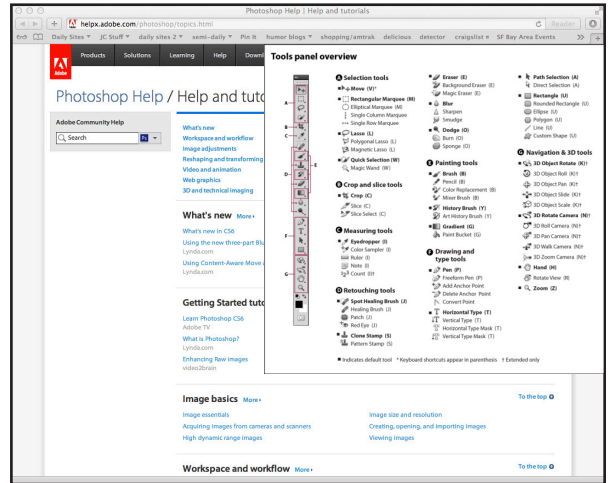 Photoshop Help | Help and tutorials
helpx.adobe.com/photoshop/topics.html
Reader
Daily Sites JC Stuff daily sites 2 semi-daily Pin It humor blogs shopping/amtrak delicious detector craigslist SF Bay Area Events
Adobe
Products Solutions Learning Help Downl
Photoshop Help / Help and tuto
Adobe Community Help
Search Ps
What's new
Workspace and workflow
Image adjustments
Reshaping and transforming
Video and animation
Web graphics
3D and technical imaging
What's new More
What's new in CS6
Using the new three-part Blu
Lynda.com
Using Content-Aware Move a
Lynda.com
Getting Started tuto
Learn Photoshop CS6
Adobe TV
What is Photoshop?
Lynda.com
Enhancing Raw images
video2brain
Image basics More
To the top
Image essentials
Acquiring images from cameras and scanners
High dynamic range images
Image size and resolution
Creating, opening, and importing images
Viewing images
Workspace and workflow More
To the top
Tools panel overview
A
B
C
D
E
F
G
A Selection tools
Move (V)*
Rectangular Marquee (M)
Elliptical Marquee (M)
Single Column Marquee
Single Row Marquee
Lasso (L)
Polygonal Lasso (L)
Magnetic Lasso (L)
Quick Selection (W)
Magic Wand (W)
B Crop and slice tools
Crop (C)
Slice (C)
Slice Select (C)
C Measuring tools
Eyedropper (I)
Color Sampler (I)
Ruler (I)
Note (I)
Count (I)†
D Retouching tools
Spot Healing Brush (J)
Healing Brush (J)
Patch (J)
Red Eye (J)
Clone Stamp (S)
Pattern Stamp (S)
Eraser (E)
Background Eraser (E)
Magic Eraser (E)
Blur
Sharpen
Smudge
Dodge (O)
Burn (O)
Sponge (O)
E Painting tools
Brush (B)
Pencil (B)
Color Replacement (B)
Mixer Brush (B)
History Brush (Y)
Art History Brush (Y)
Gradient (G)
Paint Bucket (G)
F Drawing and
type tools
Pen (P)
Freeform Pen (P)
Add Anchor Point
Delete Anchor Point
Convert Point
Horizontal Type (T)
Vertical Type (T)
Horizontal Type Mask (T)
Vertical Type Mask (T)
Path Selection (A)
Direct Selection (A)
Rectangle (U)
Rounded Rectangle (U)
Ellipse (U)
Polygon (U)
Line (U)
Custom Shape (U)
G Navigation & 3D tools
3D Object Rotate (K)†
3D Object Roll (K)†
3D Object Pan (K)†
3D Object Slide (K)†
3D Object Scale (K)†
3D Rotate Camera (N)†
3D Roll Camera (N)†
3D Pan Camera (N)†
3D Walk Camera (N)†
3D Zoom Camera (N)†
Hand (H)
Rotate View (R)
Zoom (Z)
■ Indicates default tool * Keyboard shortcuts appear in parenthesis † Extended only